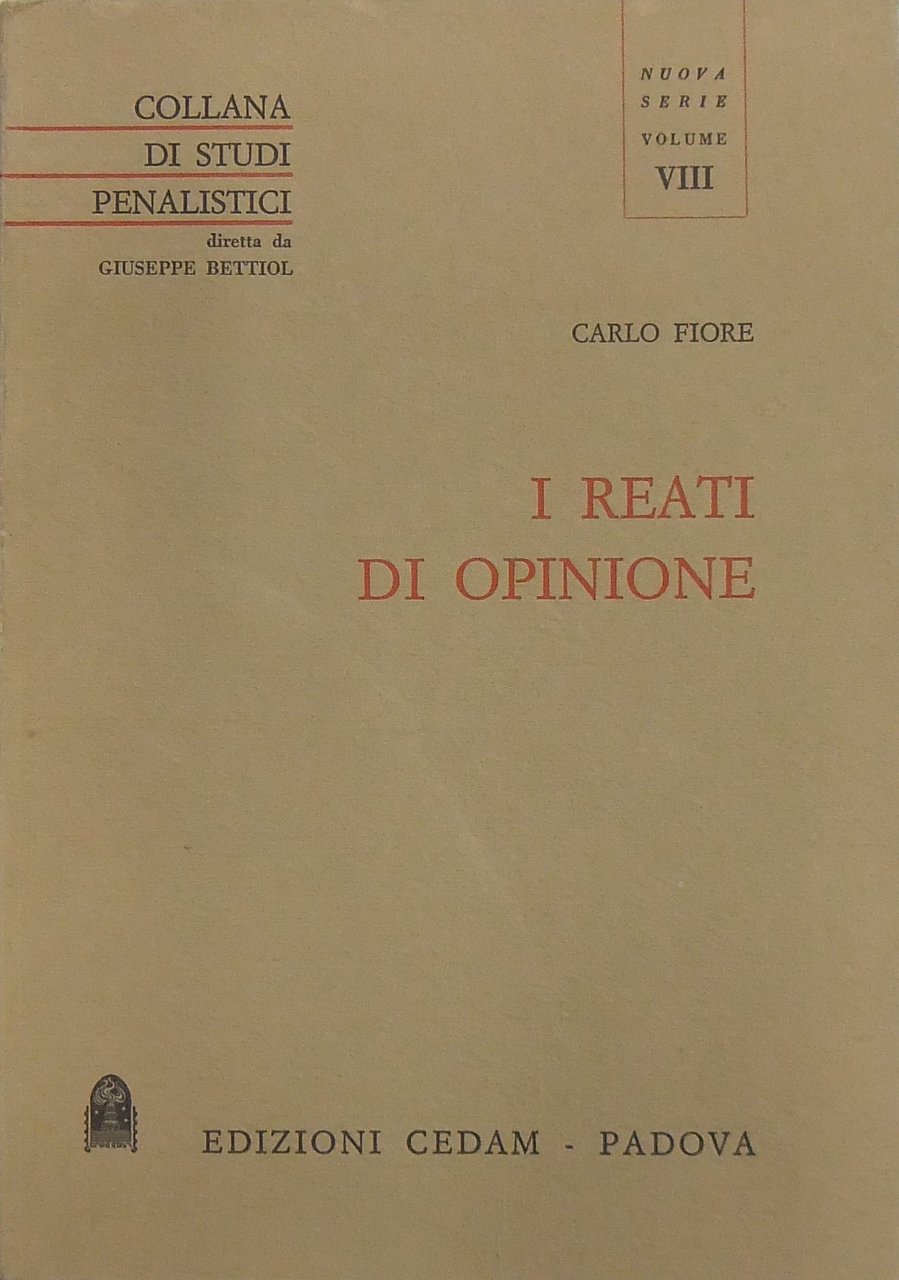 COLLANA
DI STUDI
PENALISTICI
diretta da
GIUSEPPE BETTIOL
NUOVA
SERIE
VOLUME
VIII
CARLO FIORE
I REATI
DI OPINIONE
EDIZIONI CEDAM - PADOVA